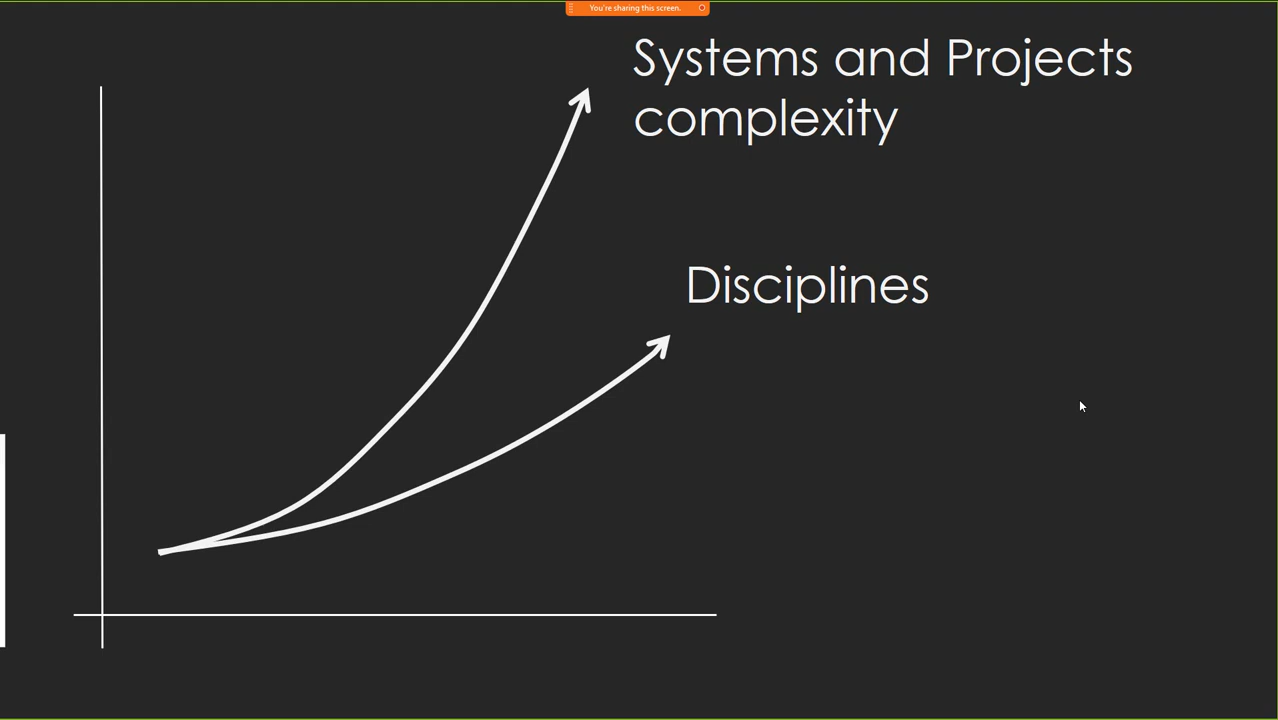 You're sharing this screen.
Systems and Projects
complexity
Disciplines